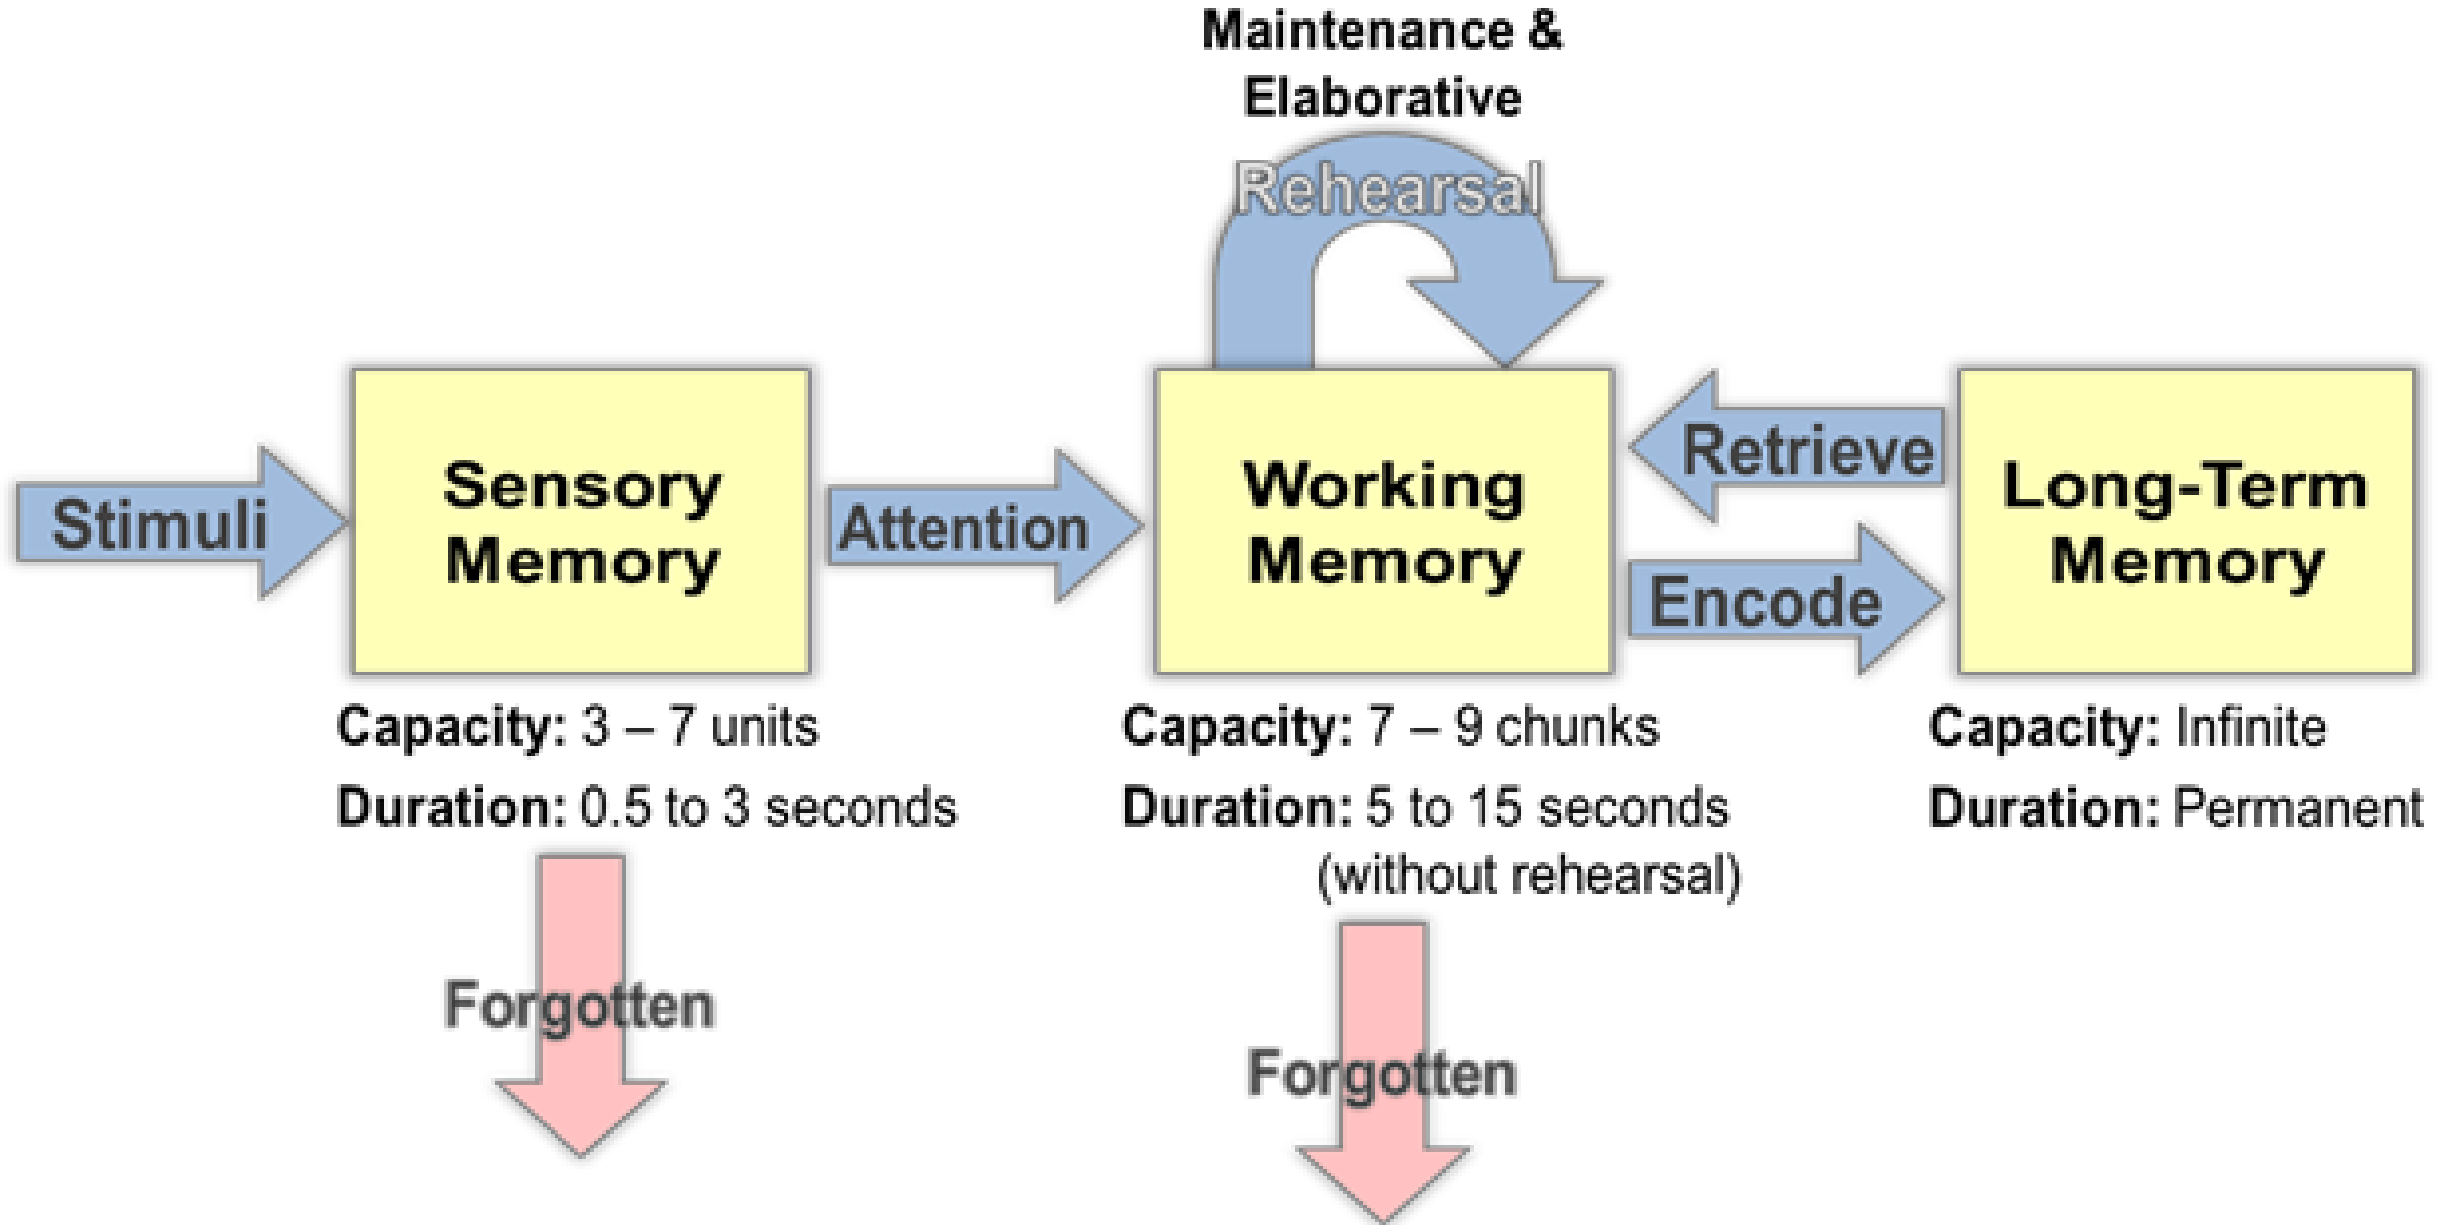 Maintenance &
Elaborative
Rehearsal
Stimuli
Sensory
Memory
Attention
Working
Memory
Retrieve
Encode
Long-Term
Memory
Capacity: 3 – 7 units
Duration: 0.5 to 3 seconds
Forgotten
Capacity: 7 – 9 chunks
Duration: 5 to 15 seconds
(without rehearsal)
Forgotten
Capacity: Infinite
Duration: Permanent